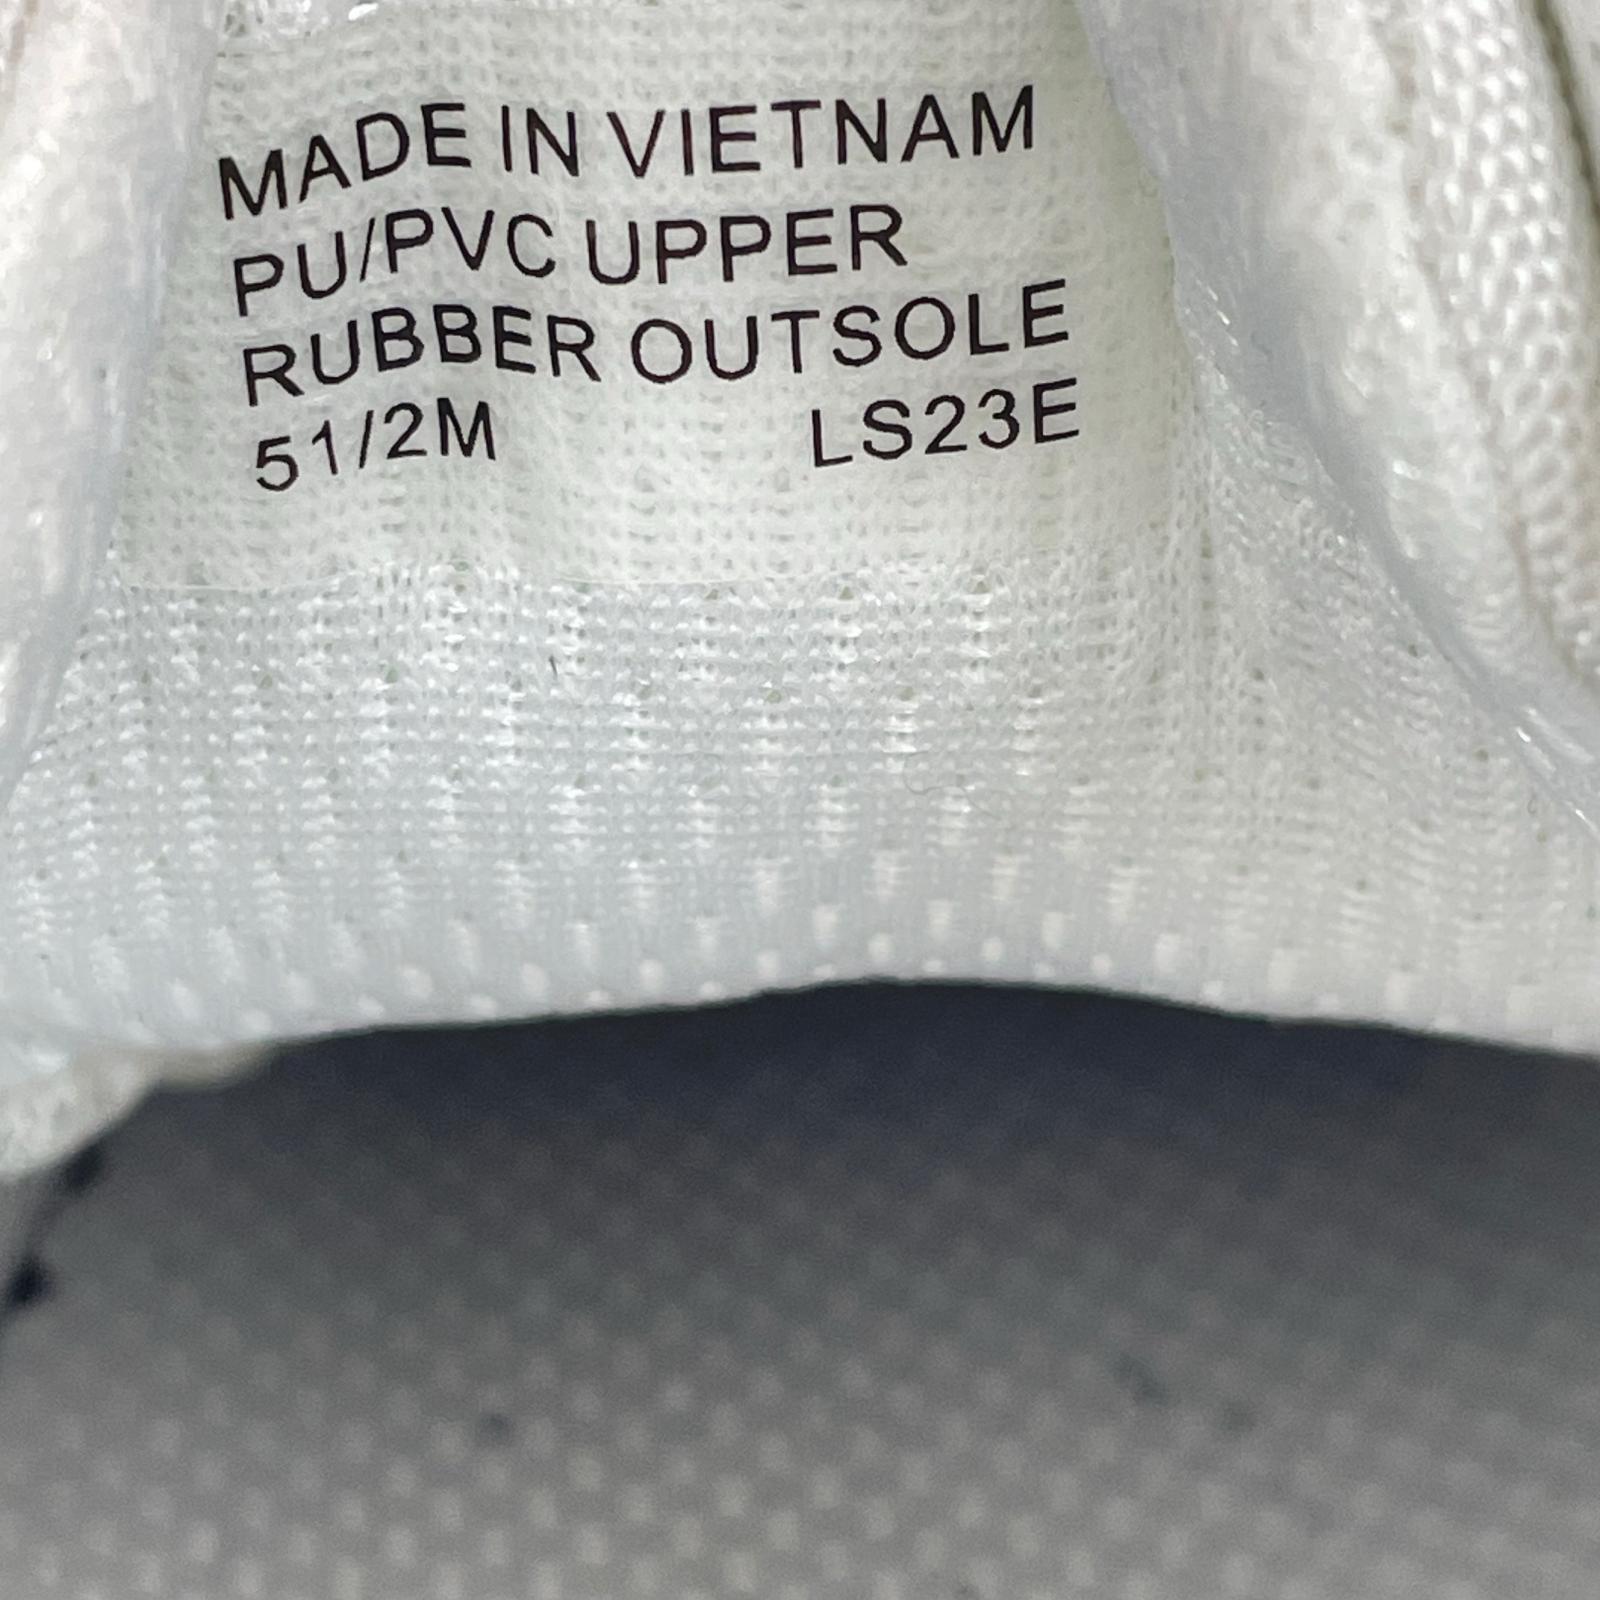 MADE IN VIETNAM
PU/PVC UPPER
RUBBER OUTSOLE
51/2M LS23E